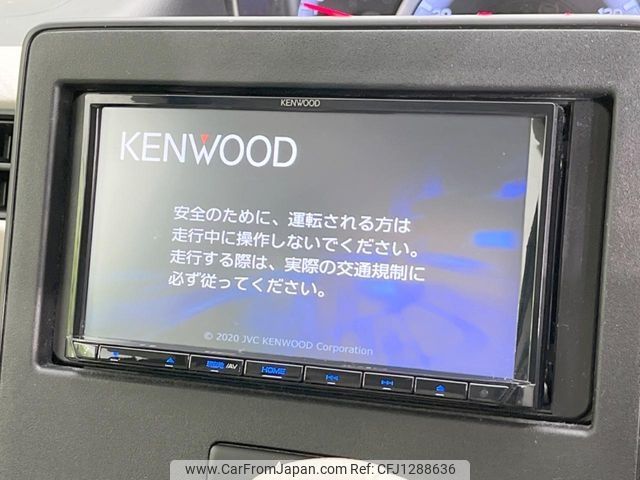 120
KENWOOD
KENWOOD
安全のために、運転される方は
走行中に操作しないでください。
走行する際は、実際の交通規制に
必ず従ってください。
© 2020 JVC KENWOOD Corporation
/AV HOME
www.CarFromJapan.com - CFJ1288636